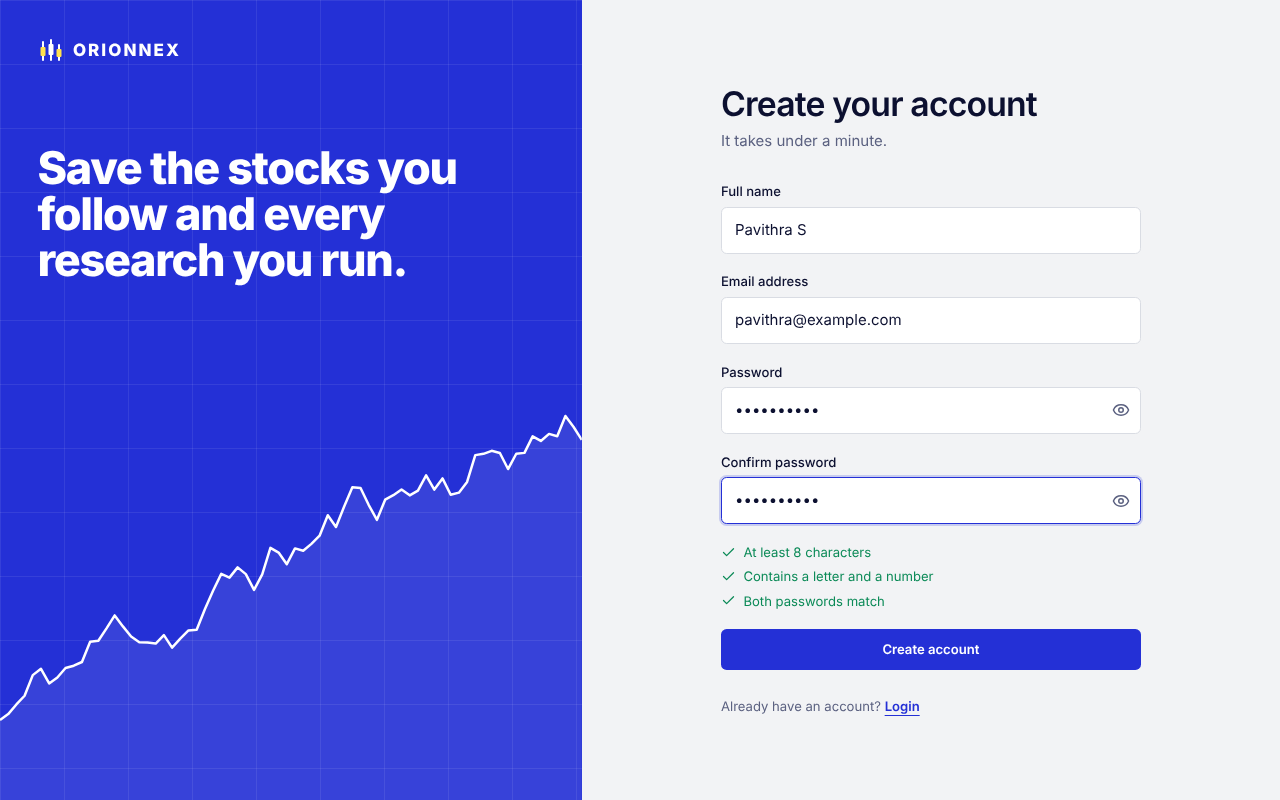 ORIONNEX
Save the stocks you
follow and every
research you run.
Create your account
It takes under a minute.
Full name
Pavithra S
Email address
pavithra@example.com
Password
••••••••••
Confirm password
••••••••••
At least 8 characters
Contains a letter and a number
Both passwords match
Create account
Already have an account? Login